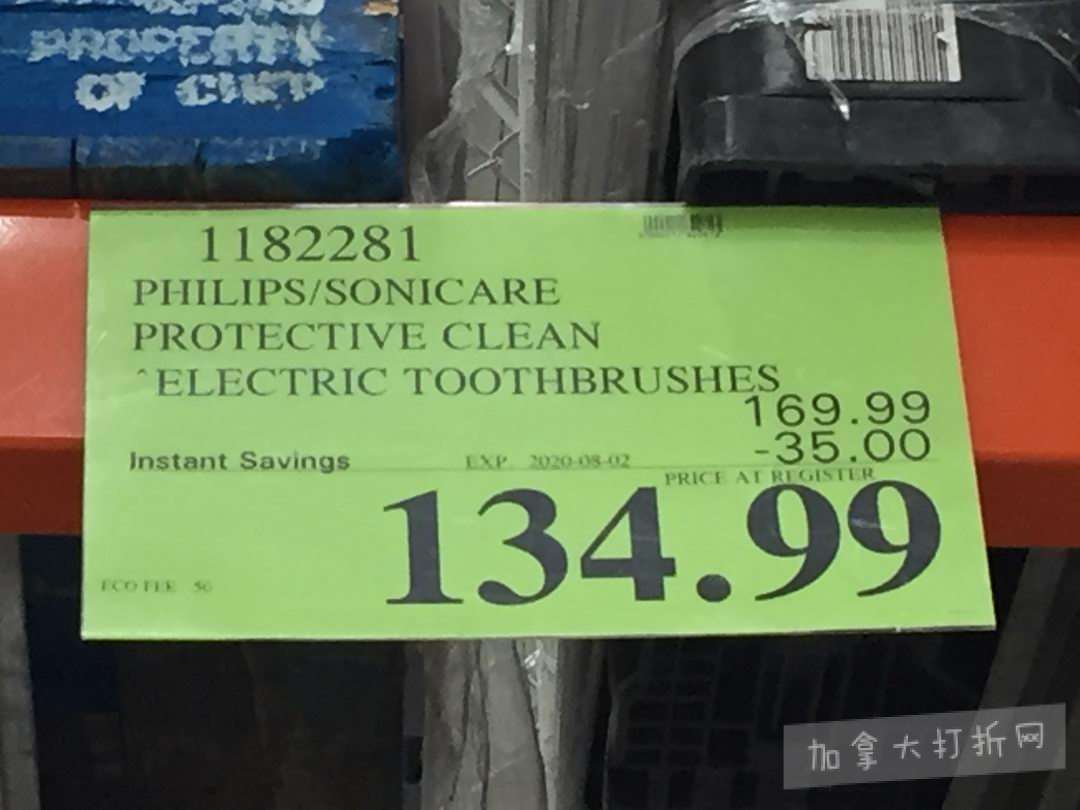 PROPERTY
OF CHEP
1182281
PHILIPS/SONICARE
PROTECTIVE CLEAN
^ELECTRIC TOOTHBRUSHES
169.99
-35.00
Instant Savings EXP. 2020-08-02
PRICE AT REGISTER
134.99
ECO FEE 56
加拿大打折网